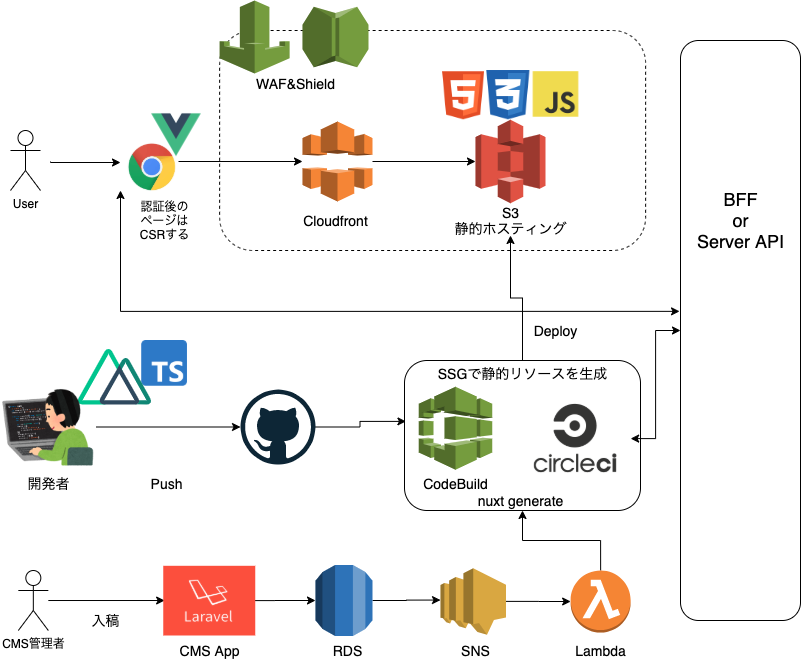 WAF&Shield
5
3
JS
User
認証後の
ページは
CSRする
Cloudfront
S3
静的ホスティング
BFF
or
Server API
Deploy
TS
SSGで静的リソースを生成
circleci
CodeBuild
nuxt generate
開発者
Push
CMS管理者
入稿
Laravel
CMS App
RDS
SNS
λ
Lambda